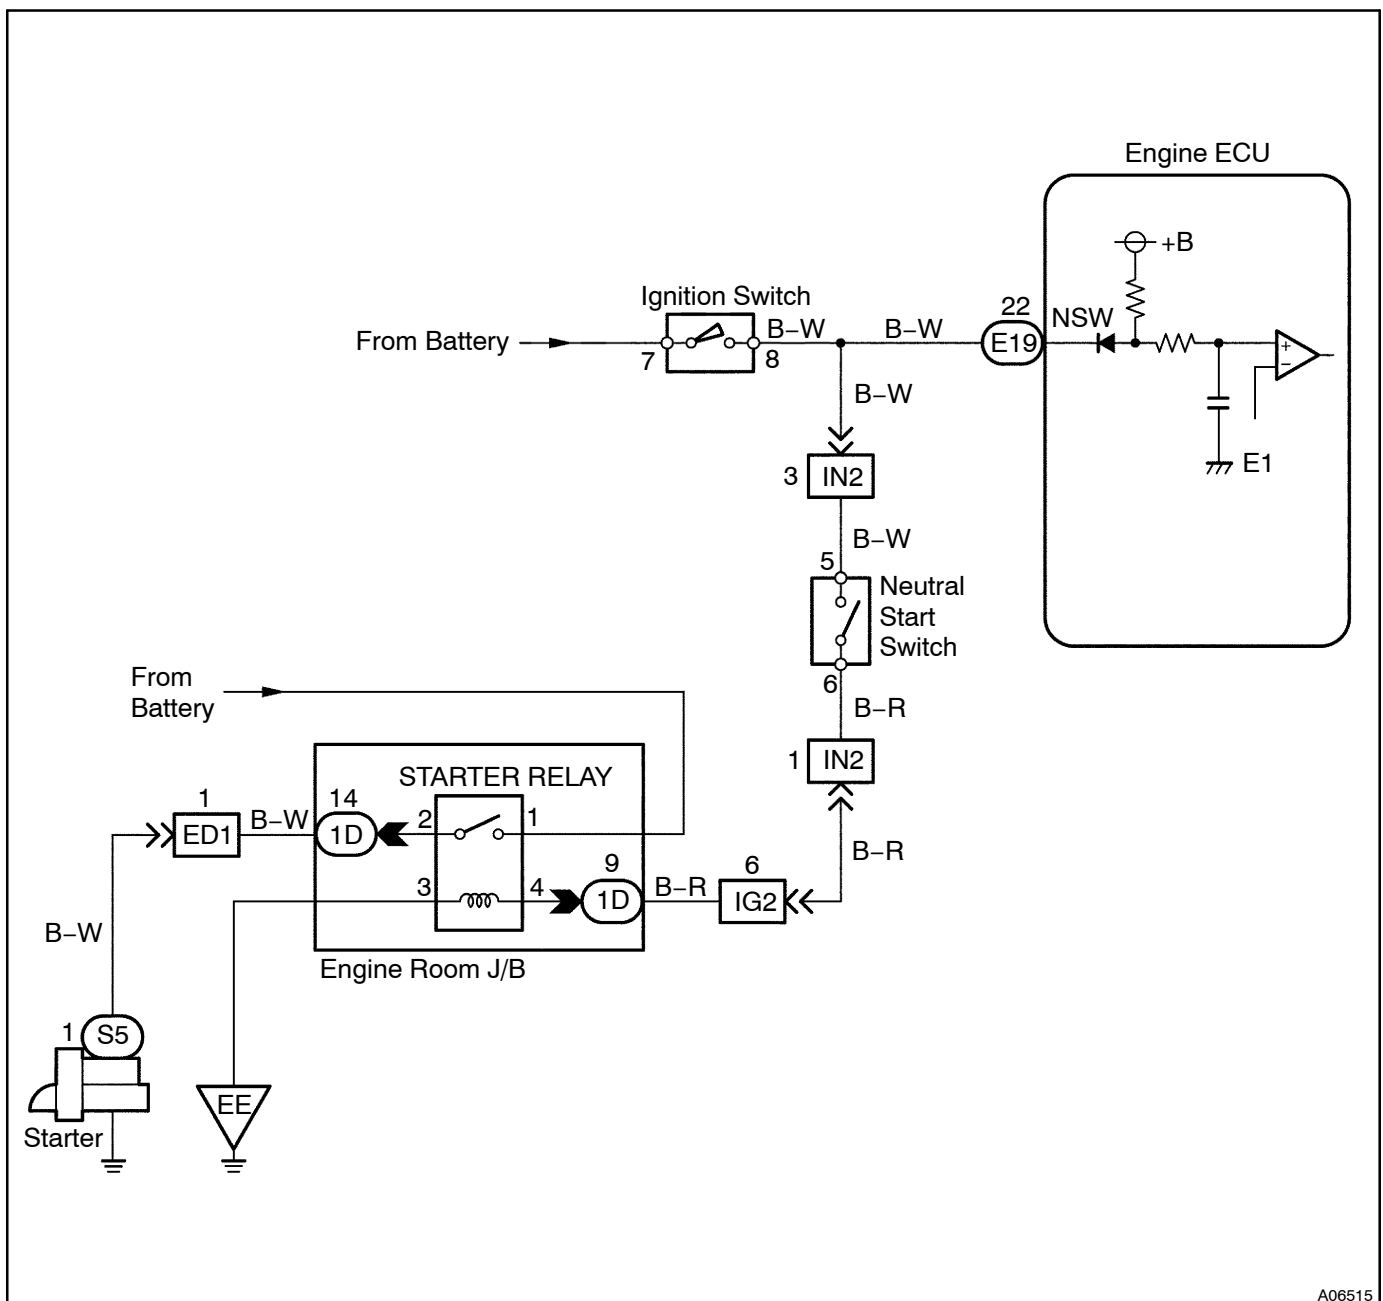 Engine ECU
+B
Ignition Switch
22
NSW
From Battery
B–W
B–W
E19
7
8
+
–
B–W
3
IN2
E1
B–W
5
Neutral
Start
Switch
6
From
Battery
B–R
1
IN2
STARTER RELAY
1
14
B–W
2
1
ED1
1D
B–R
9
6
3
4
B–R
1D
IG2
B–W
Engine Room J/B
1
S5
EE
Starter
A06515